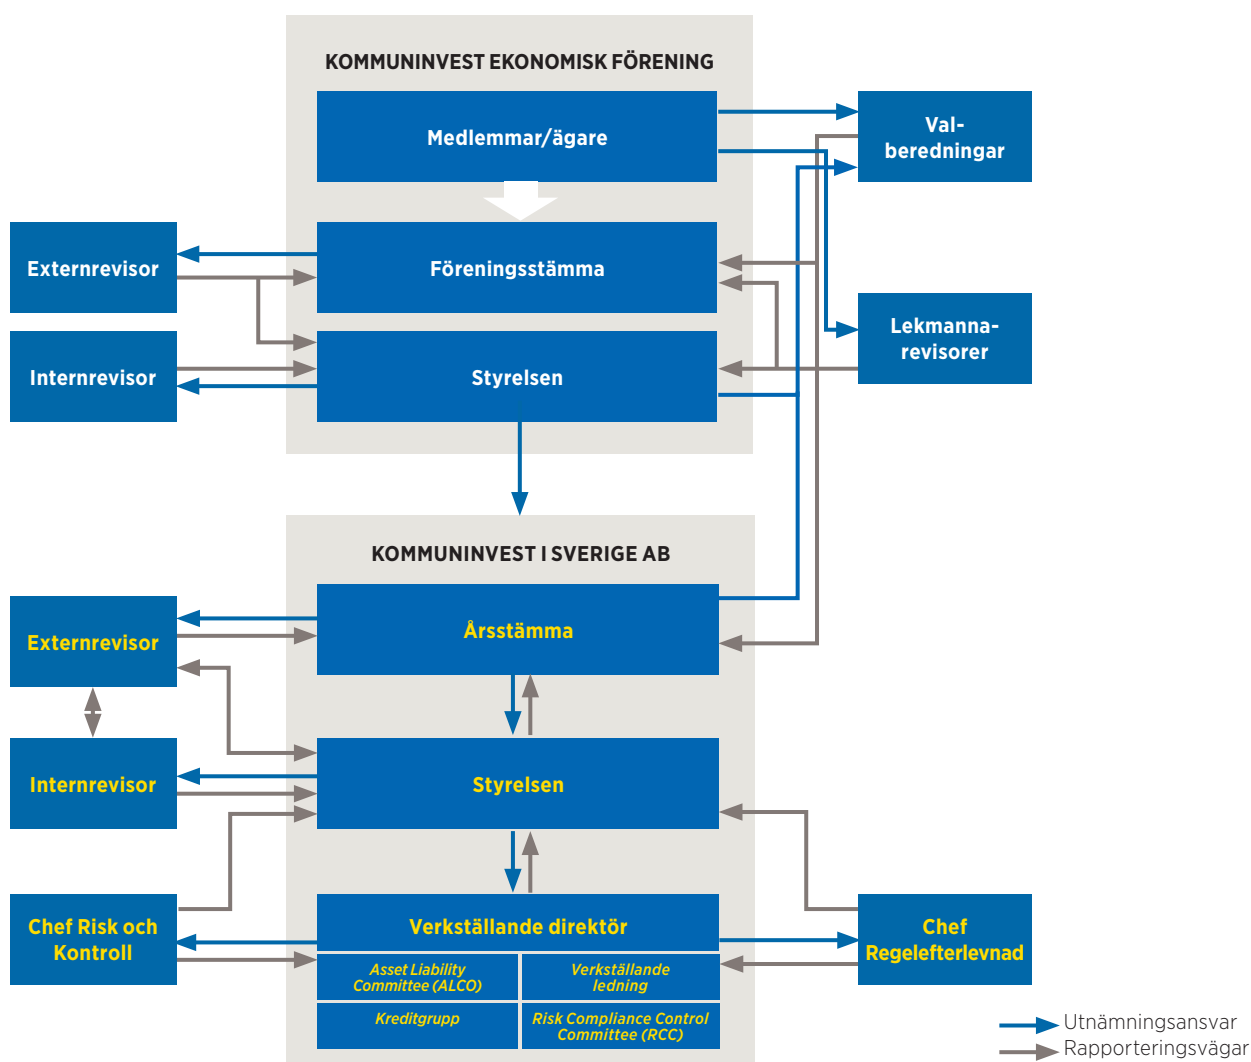 KOMMUNINVEST EKONOMISK FÖRENING
Medlemmar/ägare
Val-
beredningar
Externrevisor
Föreningsstämma
Lekmanna-
revisorer
Internrevisor
Styrelsen
KOMMUNINVEST I SVERIGE AB
Årsstämma
Externrevisor
Internrevisor
Styrelsen
Chef Risk och
Kontroll
Verkställande direktör
Chef
Regelefterlevnad
Asset Liability
Committee (ALCO)
Verkställande
ledning
Kreditgrupp
Risk Compliance Control
Committee (RCC)
Utnämningsansvar
Rapporteringsvägar